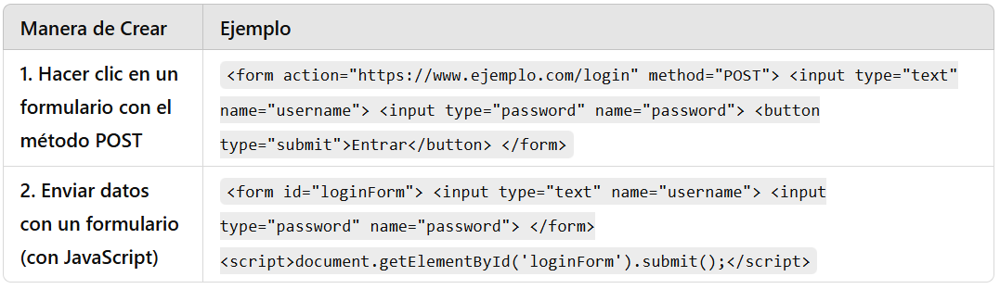 Manera de Crear
Ejemplo
1. Hacer clic en un
formulario con el
método POST
<form action="https://www.ejemplo.com/login" method="POST"> <input type="text"
name="username"> <input type="password" name="password"> <button
type="submit">Entrar</button> </form>
2. Enviar datos
con un formulario
(con JavaScript)
<form id="loginForm"> <input type="text" name="username"> <input
type="password" name="password"> </form>
<script>document.getElementById('loginForm').submit();</script>